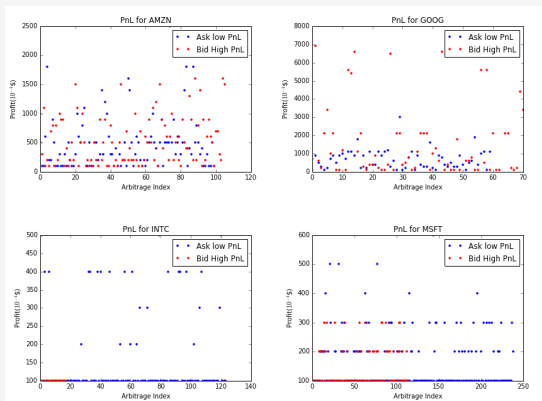 PnL for AMZN
2500
2000
1500
1000
500
0
0 20 40 60 80 100 120
Arbitrage Index
Ask low PnL
Bid High PnL
PnL for GOOG
8000
7000
6000
5000
4000
3000
2000
1000
0
0 10 20 30 40 50 60 70
Arbitrage Index
Ask low PnL
Bid High PnL
PnL for INTC
500
450
400
350
300
250
200
150
100
0 20 40 60 80 100 120 140
Arbitrage Index
Ask low PnL
Bid High PnL
PnL for MSFT
600
500
400
300
200
100
0 50 100 150 200 250
Arbitrage Index
Ask low PnL
Bid High PnL